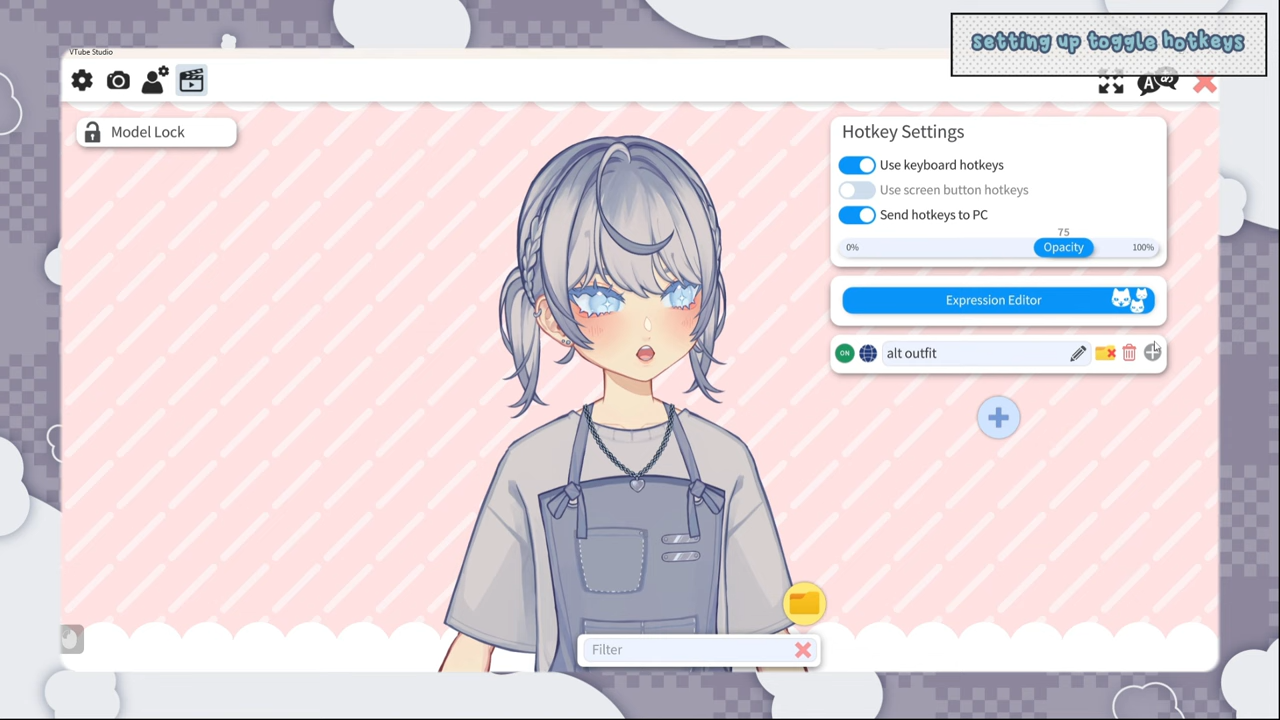 setting up toggle hotkeys
VTube Studio
Model Lock
Hotkey Settings
Use keyboard hotkeys
Use screen button hotkeys
Send hotkeys to PC
75
0%
Opacity
100%
Expression Editor
ON
alt outfit
Filter